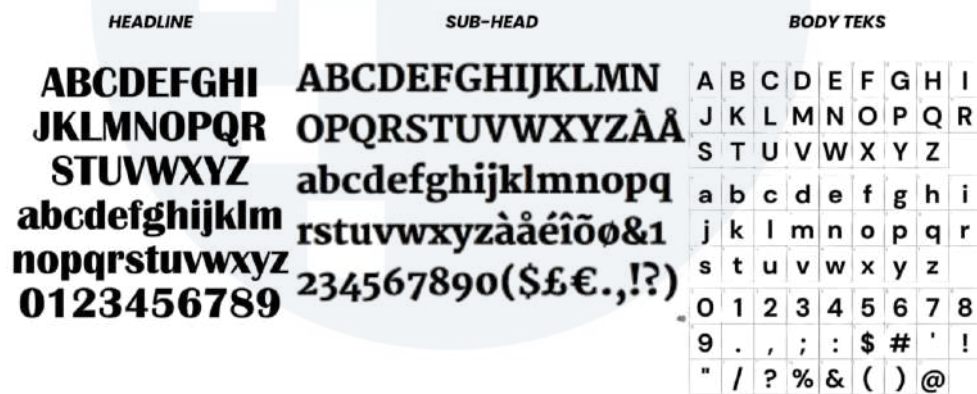 HEADLINE
ABCDEFGHI
JKLMNOPQR
STUVWXYZ
abcdefghijklm
nopqrstuvwxyz
0123456789
SUB-HEAD
ABCDEFGHIJKLMN
OPQRSTUVWXYZÀÅ
abcdefghijklmnopq
rstuvwxyzàåéîõø&1
234567890($£€.,!?)
BODY TEKS
A B C D E F G H I
J K L M N O P Q R
S T U V W X Y Z
a b c d e f g h i
j k l m n o p q r
s t u v w x y z
0 1 2 3 4 5 6 7 8
9 . , ; : $ # ' !
" / ? % & ( ) @